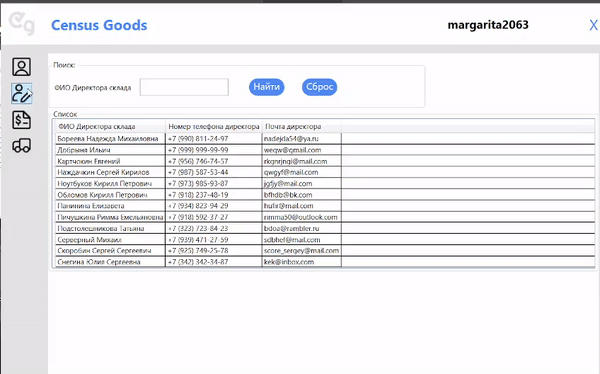 Cg Census Goods margarita2063 X
Поиск:
ФИО Директора склада Найти Сброс
Список
ФИО Директора склада Номер телефона директора Почта директора
Бореева Надежда Михаиловна +7 (990) 811-24-97 nadejda54@ya.ru
Добрыня Ильич +7 (999) 999-99-99 weqw@gmail.com
Картчокин Евгений +7 (956) 746-74-57 rkgnrjnqi@mail.com
Наждачкин Сергей Кирилов +7 (987) 587-53-44 qwgyf@mail.com
Ноутбуков Кирилл Петрович +7 (973) 985-93-87 jgfjy@mail.com
Обломов Кирилл Петрович +7 (918) 237-48-19 bfhdb@bk.com
Панинина Елизавета +7 (934) 823-94-29 hufir@mail.com
Пичушкина Римма Емельяновна +7 (918) 592-37-27 rimma50@outlook.com
Подстолешникова Татьяна +7 (323) 723-84-23 bdoa@rambler.ru
Серверный Михаил +7 (939) 471-27-59 sdbhef@mail.com
Скоробин Сергей Сергеевич +7 (925) 749-25-78 score_sergey@mail.com
Снегина Юлия Сергеевна +7 (342) 342-34-87 kek@inbox.com